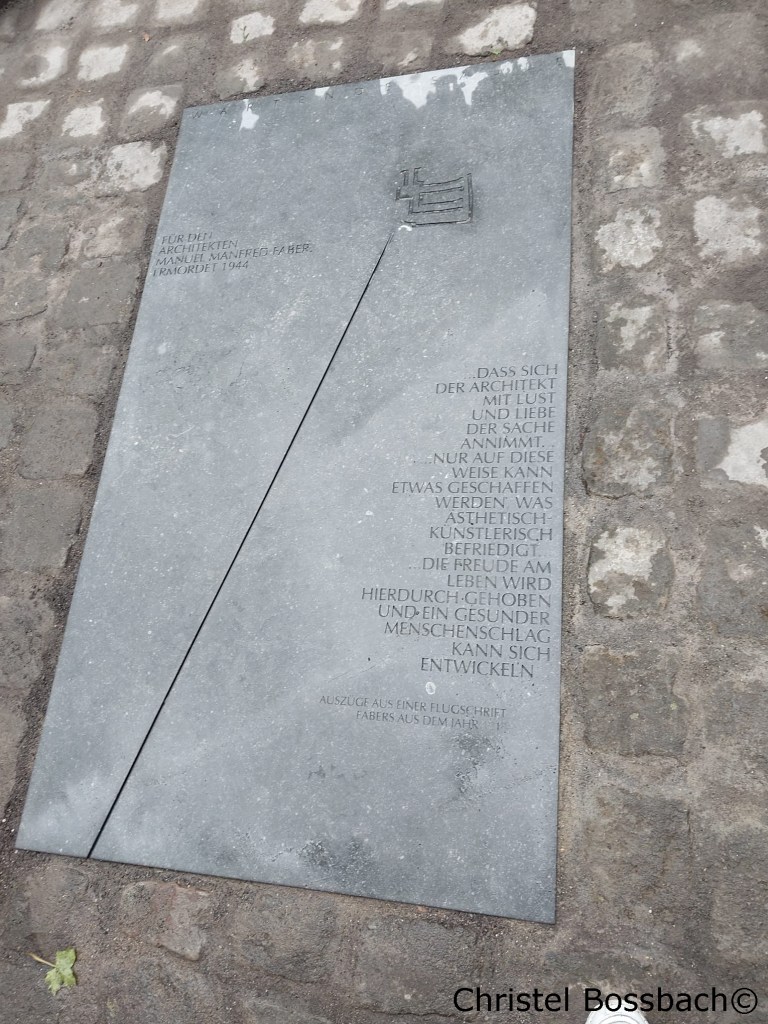 FÜR DEN
ARCHITEKTEN
MANUEL MANFRED FABER
ERMORDET 1944
...DASS SICH
DER ARCHITEKT
MIT LUST
UND LIEBE
DER SACHE
ANNIMMT...
...NUR AUF DIESE
WEISE KANN
ETWAS GESCHAFFEN
WERDEN, WAS
ÄSTHETISCH-
KÜNSTLERISCH
BEFRIEDIGT...
...DIE FREUDE AM
LEBEN WIRD
HIERDURCH GEHOBEN
UND EIN GESUNDER
MENSCHENSCHLAG
KANN SICH
ENTWICKELN
AUSZÜGE AUS EINER FLUGSCHRIFT
FABERS AUS DEM JAHR
Christel Bossbach©